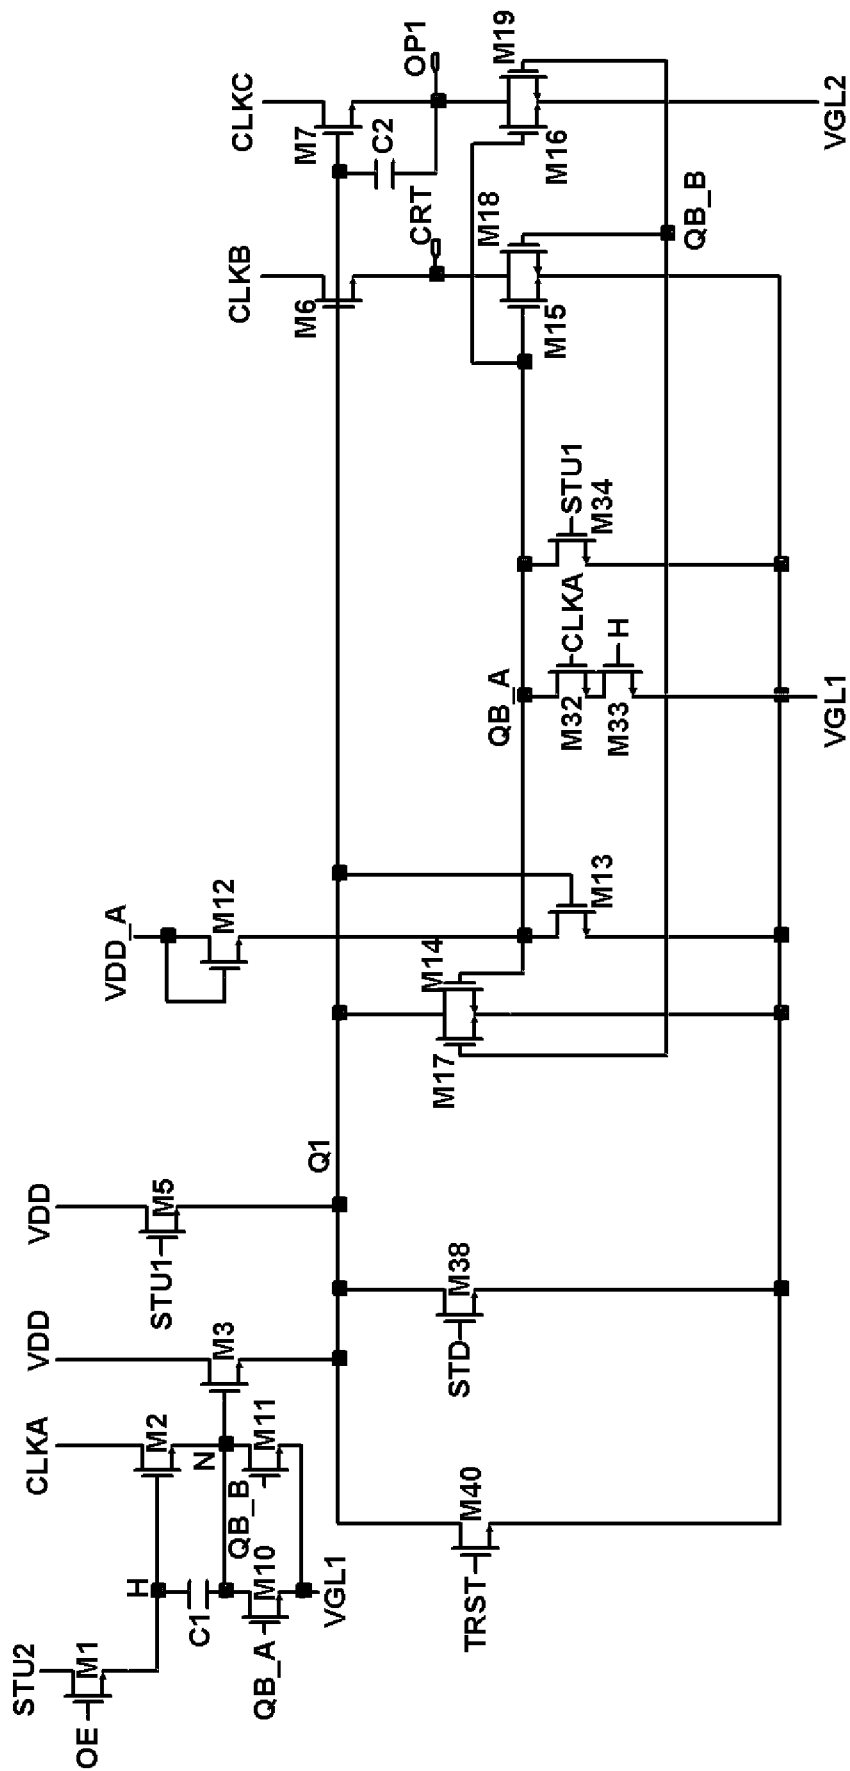 STU2
OE
M1
H
C1
QB_A
M10
VGL1
CLKA
M2
N
QB_B
M11
VDD
M3
VDD
STU1
M5
Q1
TRST
M40
STD
M38
VDD_A
M12
M17
M14
M13
QB_A
M32
CLKA
M33
H
VGL1
STU1
M34
CLKB
M6
CRT
M15
M18
QB_B
CLKC
M7
C2
OP1
M16
M19
VGL2